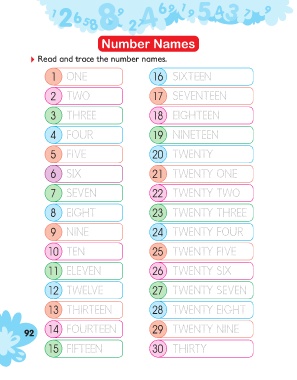 Number Names
Read and trace the number names.
1 ONE
2 TWO
3 THREE
4 FOUR
5 FIVE
6 SIX
7 SEVEN
8 EIGHT
9 NINE
10 TEN
11 ELEVEN
12 TWELVE
13 THIRTEEN
14 FOURTEEN
15 FIFTEEN
16 SIXTEEN
17 SEVENTEEN
18 EIGHTEEN
19 NINETEEN
20 TWENTY
21 TWENTY ONE
22 TWENTY TWO
23 TWENTY THREE
24 TWENTY FOUR
25 TWENTY FIVE
26 TWENTY SIX
27 TWENTY SEVEN
28 TWENTY EIGHT
29 TWENTY NINE
30 THIRTY
92